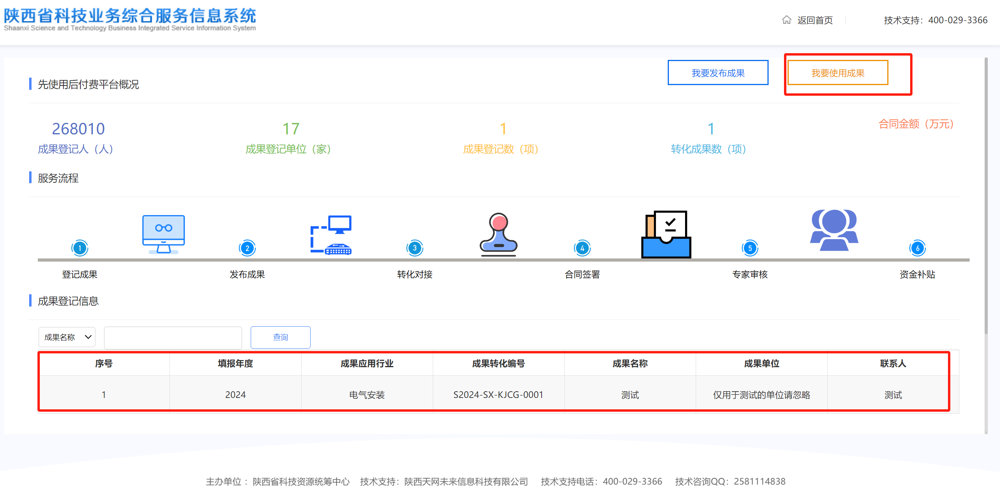 陕西省科技业务综合服务信息系统
Shaanxi Science and Technology Business Integrated Service Information System
返回首页
技术支持：400-029-3366
我要发布成果
我要使用成果
先使用后付费平台概况
268010
成果登记人（人）
17
成果登记单位（家）
1
成果登记数（项）
1
转化成果数（项）
合同金额（万元）
服务流程
1
2
3
4
5
6
登记成果
发布成果
转化对接
合同签署
专家审核
资金补贴
成果登记信息
成果名称
查询
序号 填报年度 成果应用行业 成果转化编号 成果名称 成果单位 联系人
1 2024 电气安装 S2024-SX-KJCG-0001 测试 仅用于测试的单位请忽略 测试
主办单位 ：陕西省科技资源统筹中心 技术支持：陕西天网未来信息科技有限公司 技术支持电话：400-029-3366 技术咨询QQ：2581114838